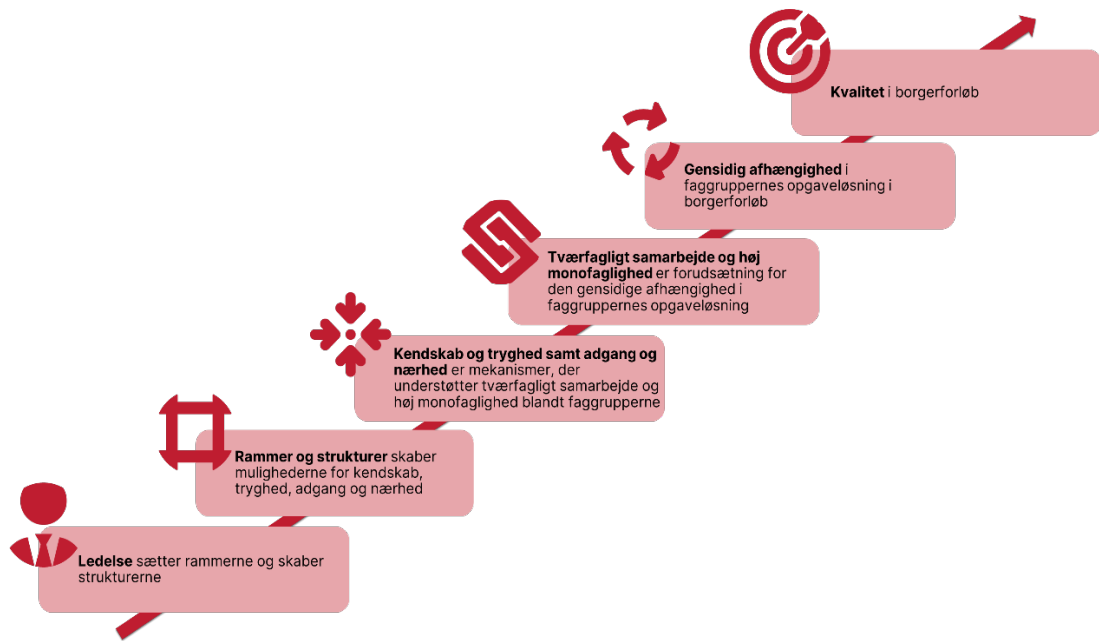 Kvalitet i borgerforløb
Gensidig afhængighed i
faggruppernes opgaveløsning i
borgerforløb
Tværfagligt samarbejde og høj
monofaglighed er forudsætning for
den gensidige afhængighed i
faggruppernes opgaveløsning
Kendskab og tryghed samt adgang og
nærhed er mekanismer, der
understøtter tværfagligt samarbejde og
høj monofaglighed blandt faggrupperne
Rammer og strukturer skaber
mulighederne for kendskab,
tryghed, adgang og nærhed
Ledelse sætter rammerne og skaber
strukturerne